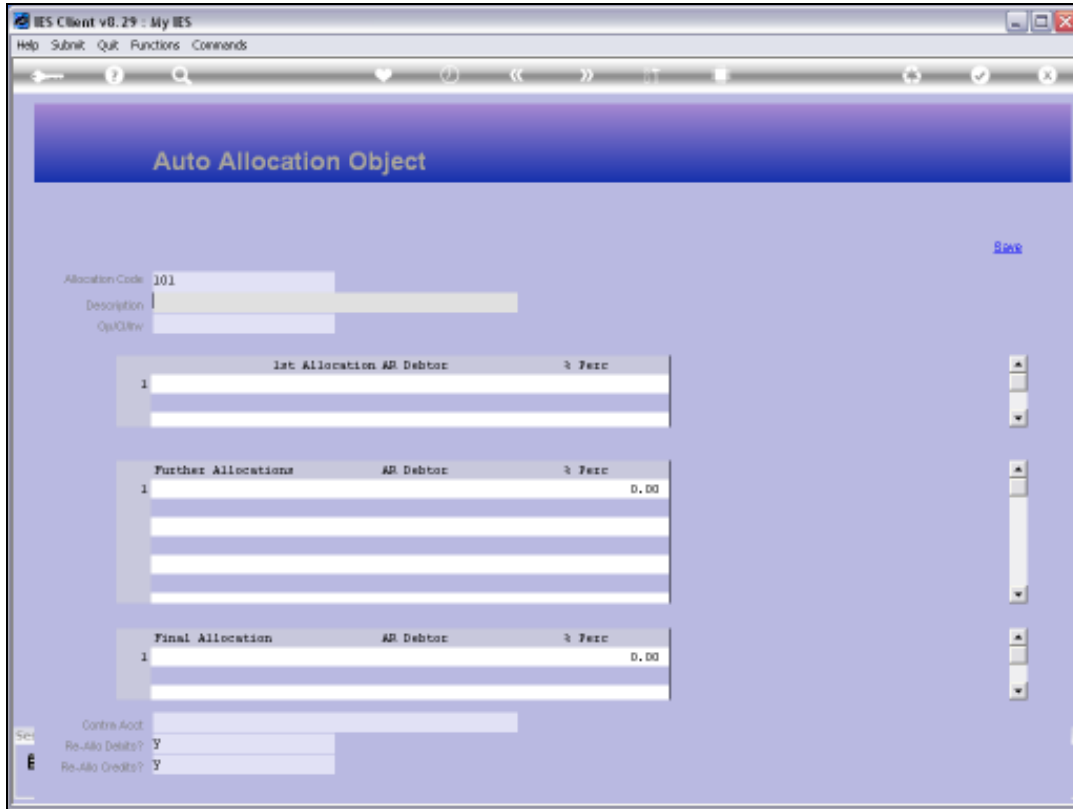 IES Client v8.29 : My IES
Help Submit Quit Functions Commands
Auto Allocation Object
Save
Allocation Code 101
Description
Op/O/Inv
1st Allocation AR Debtor % Perc
1
Further Allocations AR Debtor % Perc
1 0.00
Final Allocation AR Debtor % Perc
1 0.00
Contra Acct
Re-Allo Debits? Y
Re-Allo Credits? Y